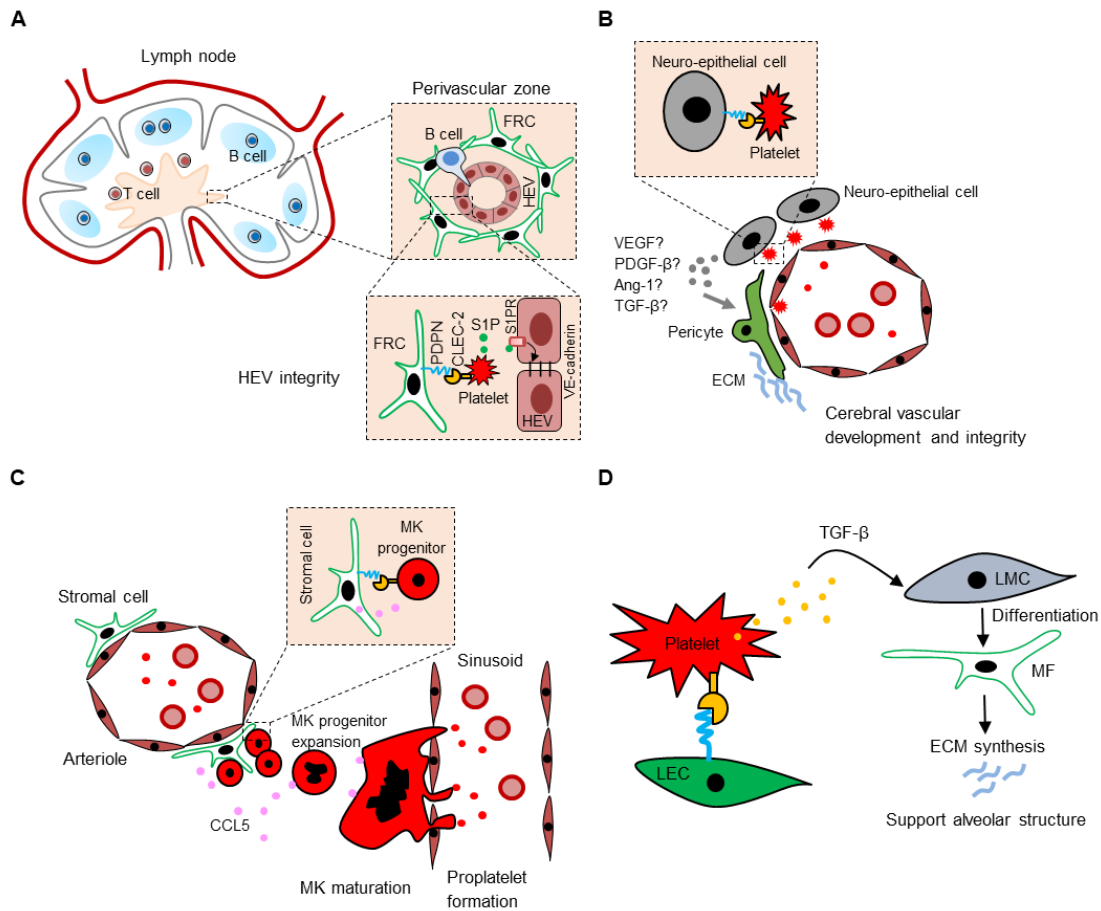 A
Lymph node
B cell
T cell
Perivascular zone
FRC
B cell
HEV
FRC
PDPN
CLEC-2
S1P
S1PR
VE-cadherin
Platelet
HEV
HEV integrity
B
Neuro-epithelial cell
Platelet
Neuro-epithelial cell
VEGF?
PDGF-β?
Ang-1?
TGF-β?
Pericyte
ECM
Cerebral vascular
development and integrity
C
Stromal cell
MK
progenitor
Stromal cell
Arteriole
Sinusoid
MK progenitor
expansion
CCL5
MK maturation
Proplatelet
formation
D
TGF-β
Platelet
LMC
Differentiation
MF
LEC
ECM synthesis
Support alveolar structure